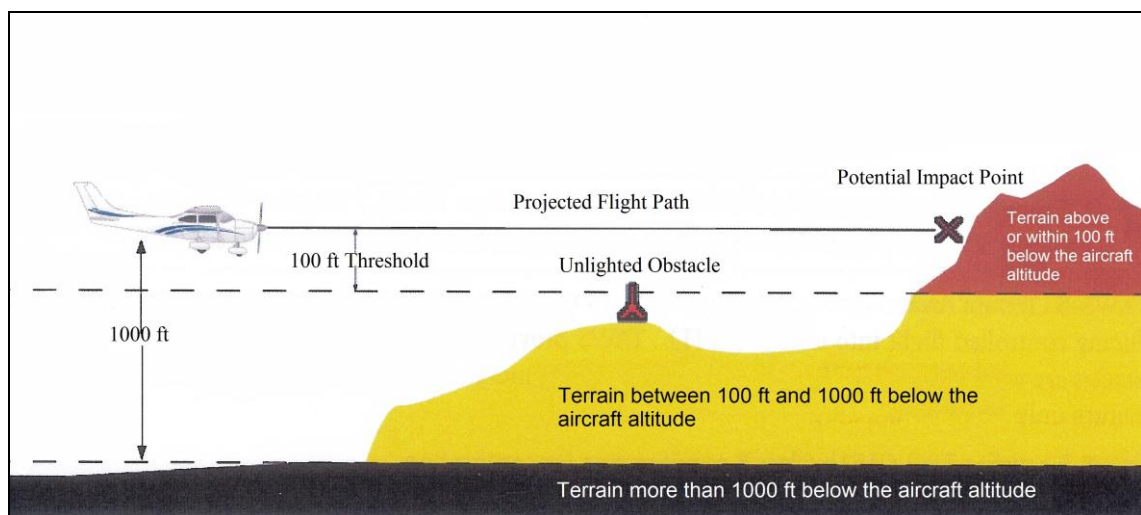 Potential Impact Point
Projected Flight Path
Terrain above
or within 100 ft
below the aircraft
altitude
100 ft Threshold
Unlighted Obstacle
1000 ft
Terrain between 100 ft and 1000 ft below the
aircraft altitude
Terrain more than 1000 ft below the aircraft altitude